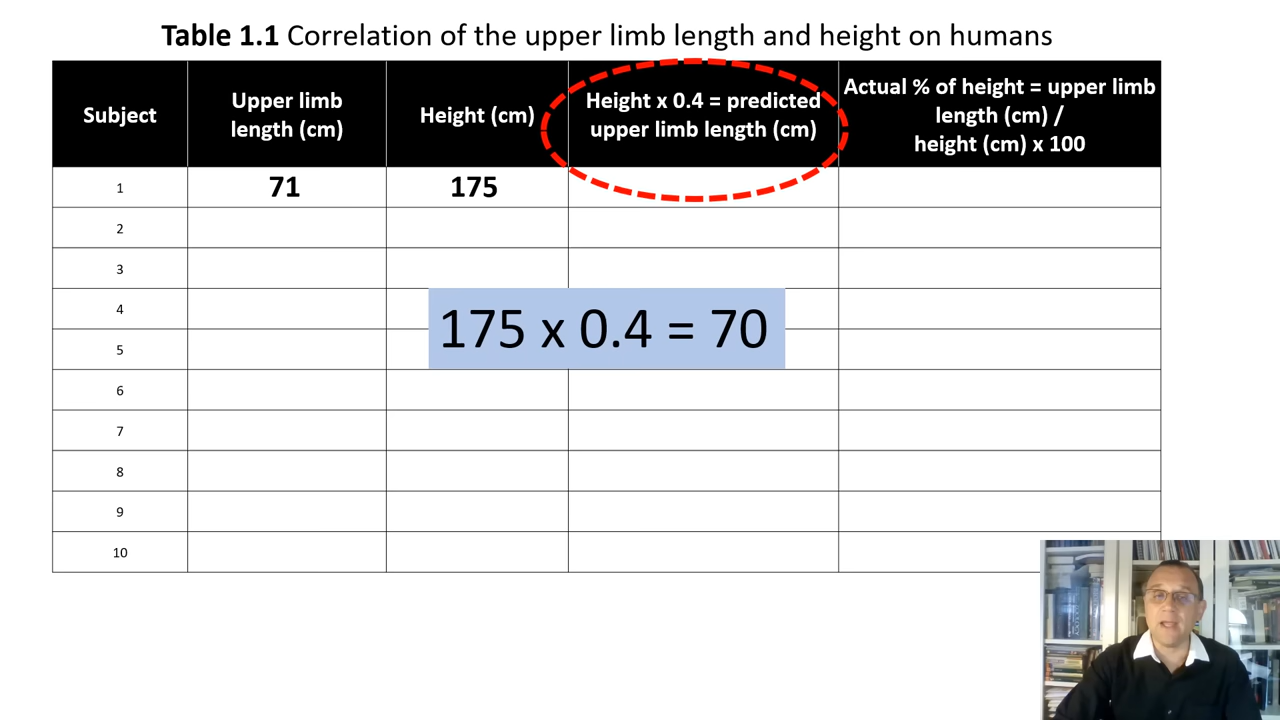 Table 1.1 Correlation of the upper limb length and height on humans
Subject
Upper limb
length (cm)
Height (cm)
Height x 0.4 = predicted
upper limb length (cm)
Actual % of height = upper limb
length (cm) /
height (cm) x 100
1
71
175
2
3
4
175 x 0.4 = 70
5
6
7
8
9
10